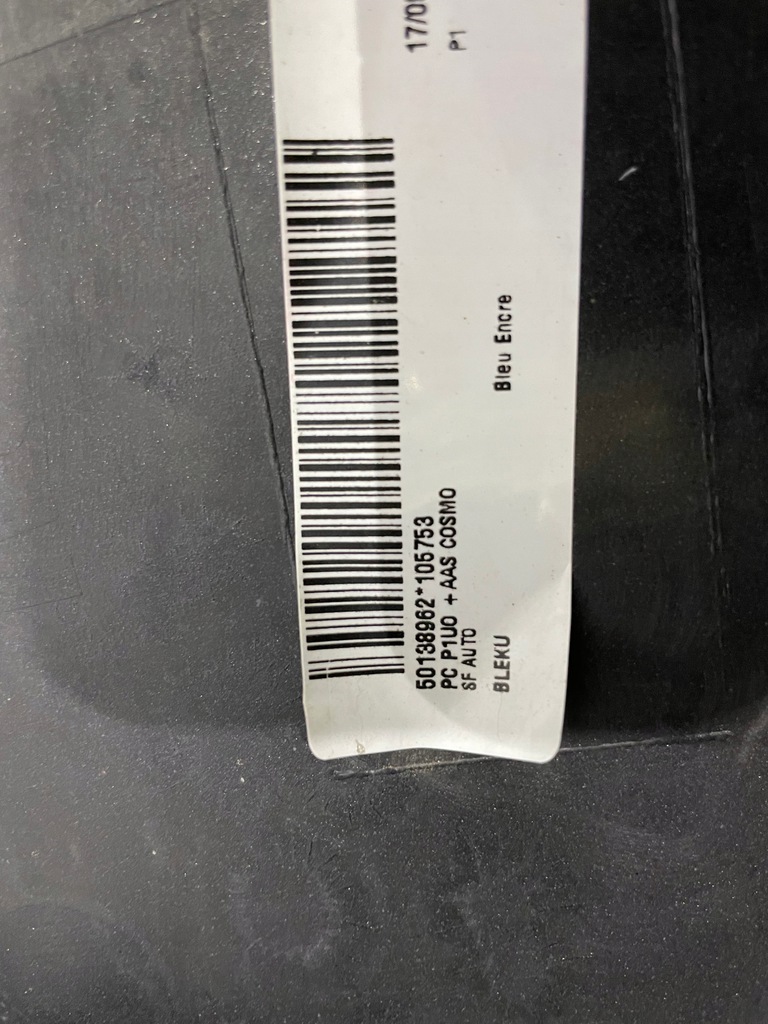 50138962*105753
PC P1U0 + AAS COSMO
SF AUTO
BLEKU
Bleu Encre
17/0
P1